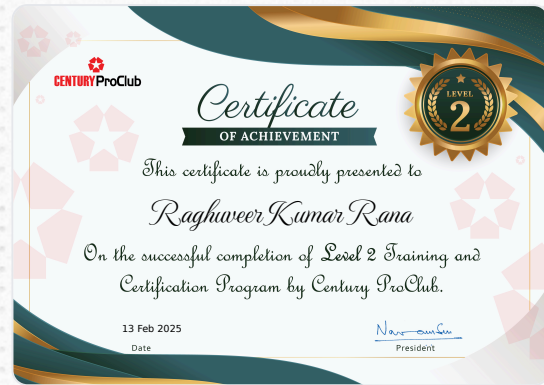 CENTURY ProClub
Certificate
OF ACHIEVEMENT
LEVEL
2
This certificate is proudly presented to
Raghuveer Kumar Rana
On the successful completion of Level 2 Training and
Certification Program by Century ProClub.
13 Feb 2025
Date
President